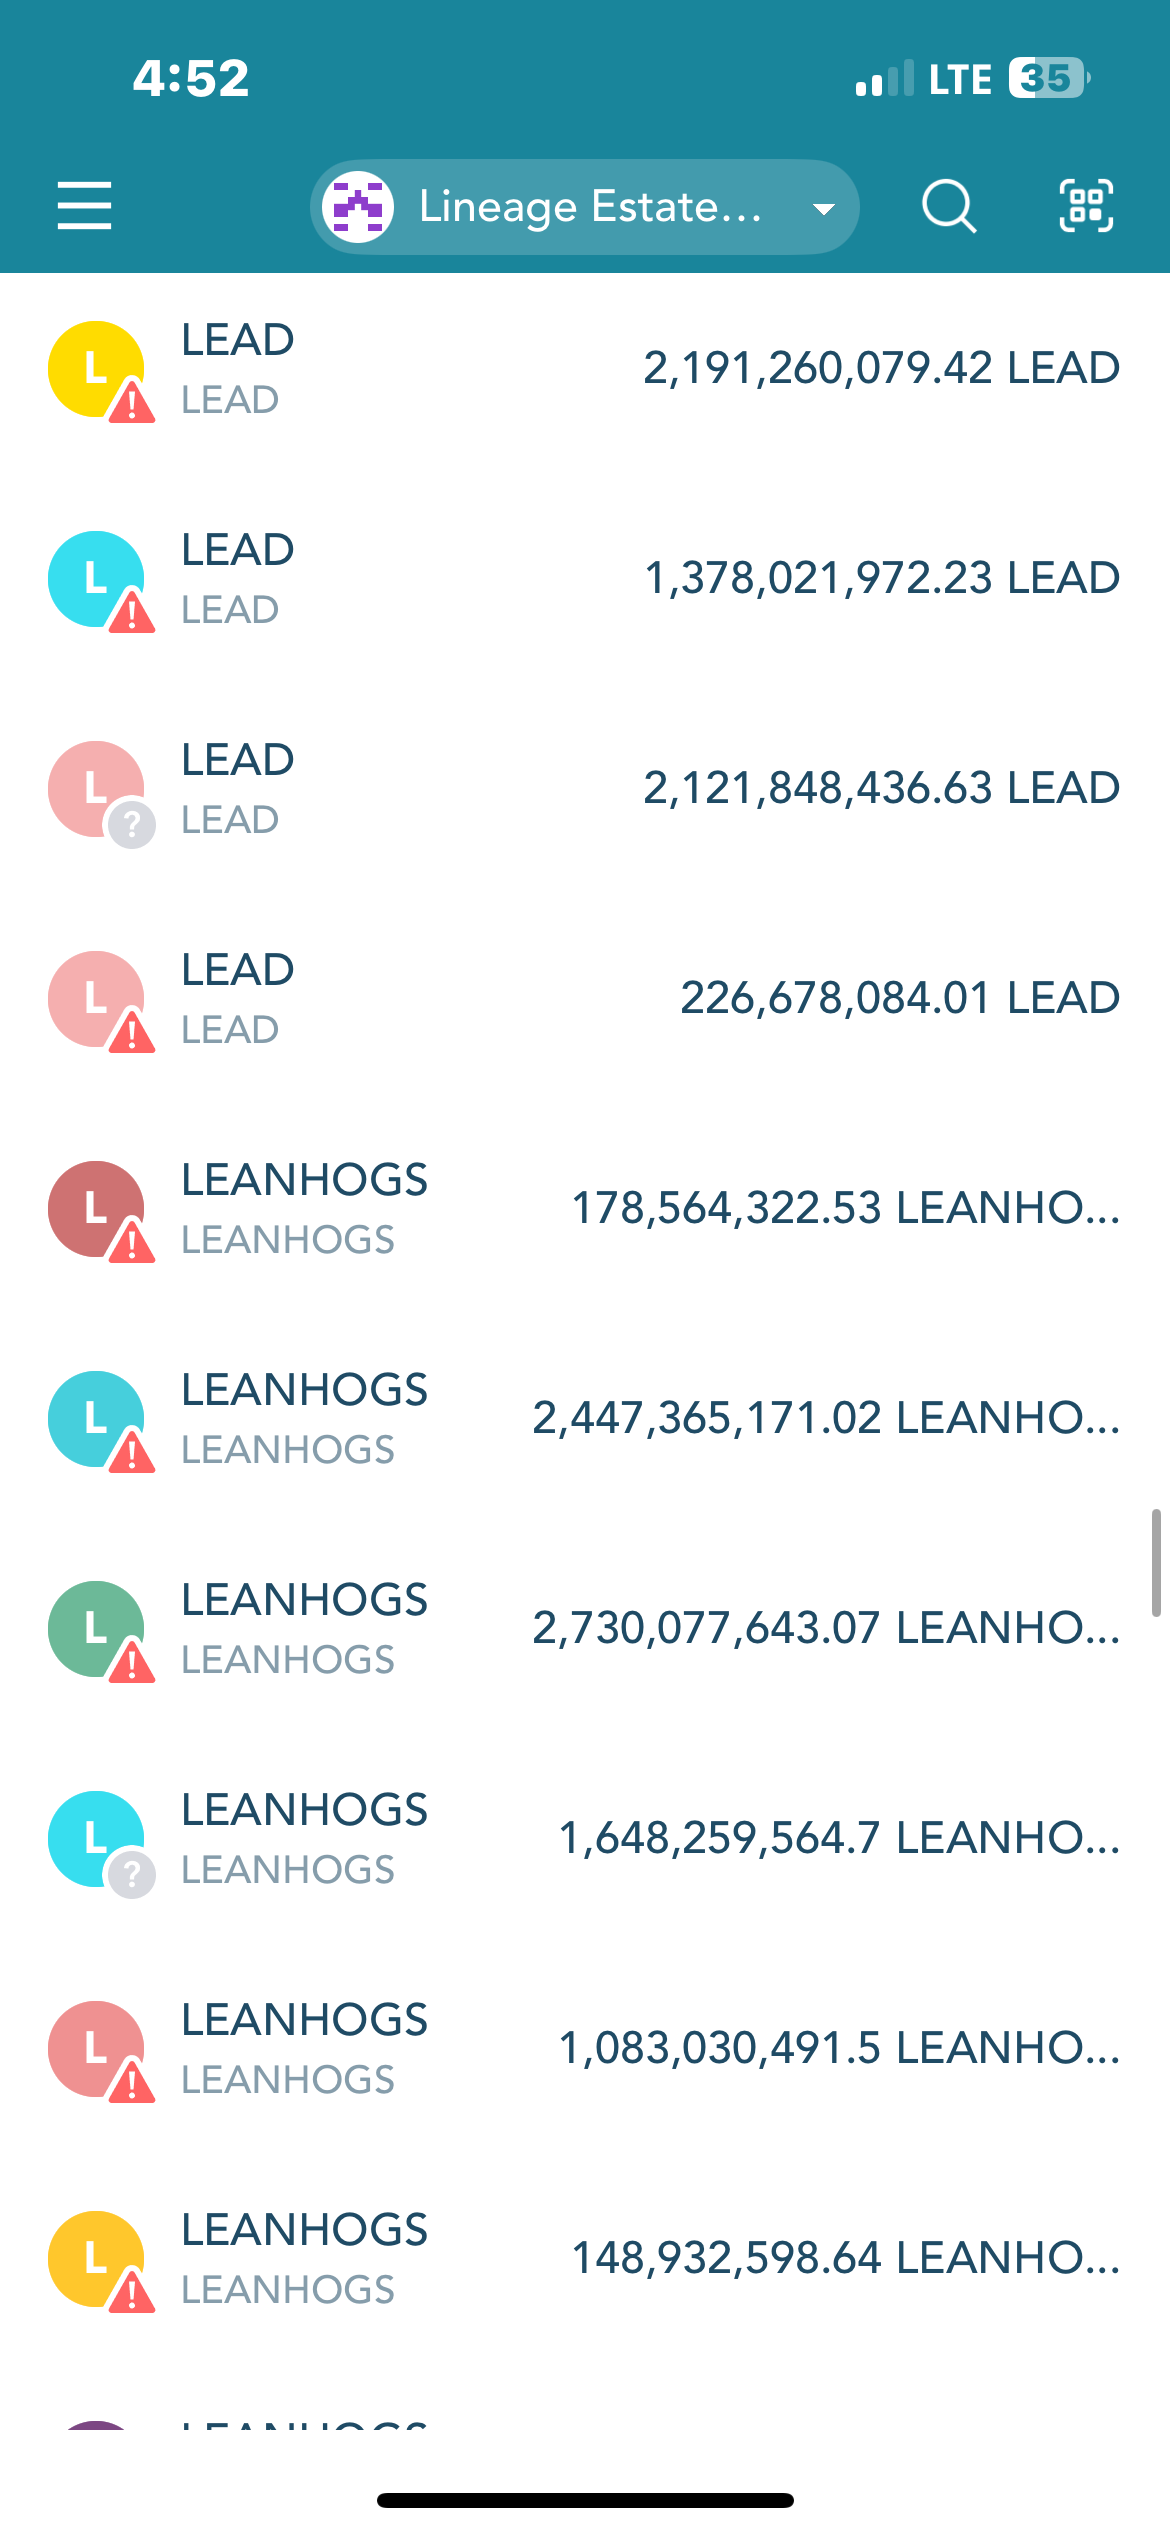 4:52
LTE 35
Lineage Estate...
L
LEAD
LEAD
2,191,260,079.42 LEAD
L
LEAD
LEAD
1,378,021,972.23 LEAD
L
?
LEAD
LEAD
2,121,848,436.63 LEAD
L
LEAD
LEAD
226,678,084.01 LEAD
L
LEANHOGS
LEANHOGS
178,564,322.53 LEANHO...
L
LEANHOGS
LEANHOGS
2,447,365,171.02 LEANHO...
L
LEANHOGS
LEANHOGS
2,730,077,643.07 LEANHO...
L
?
LEANHOGS
LEANHOGS
1,648,259,564.7 LEANHO...
L
LEANHOGS
LEANHOGS
1,083,030,491.5 LEANHO...
L
LEANHOGS
LEANHOGS
148,932,598.64 LEANHO...
LEANHOGS